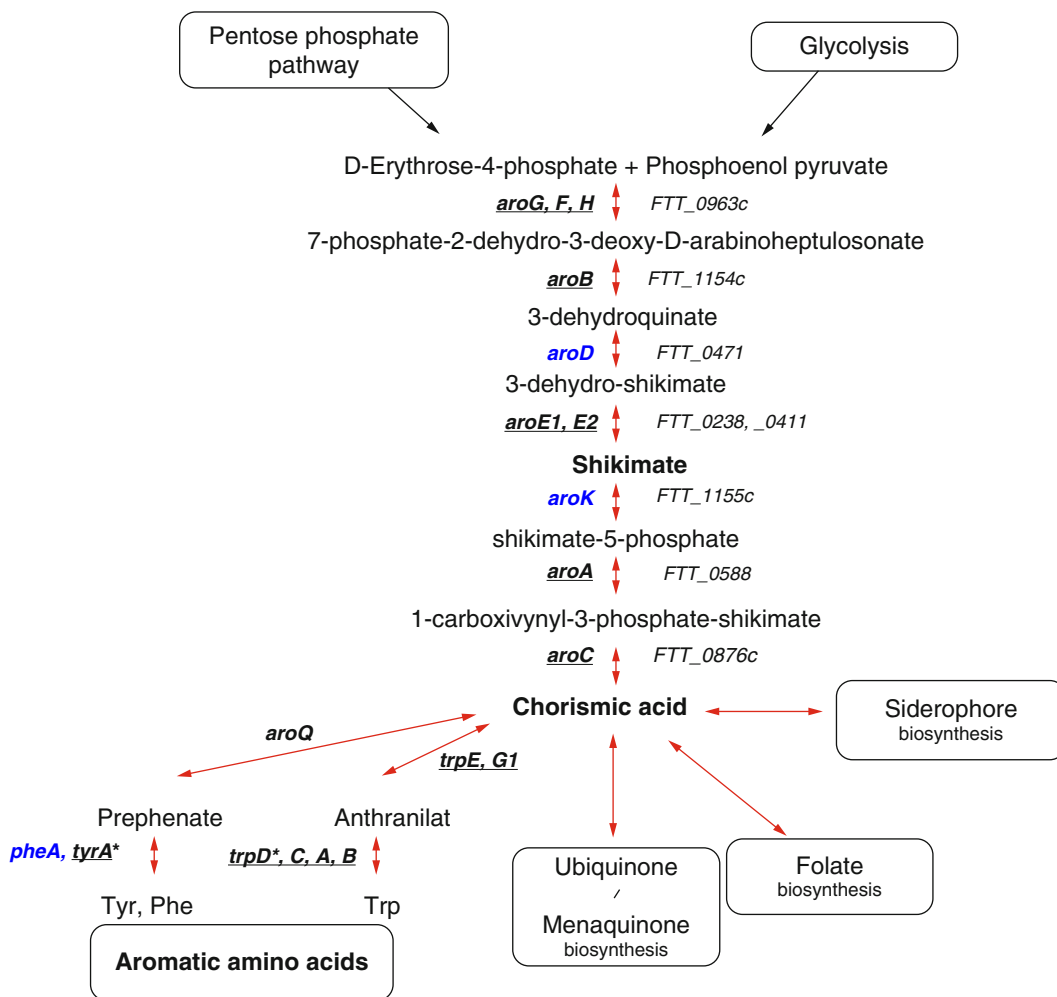 Pentose phosphate
pathway
Glycolysis
D-Erythrose-4-phosphate + Phosphoenol pyruvate
aroG, F, H FTT_0963c
7-phosphate-2-dehydro-3-deoxy-D-arabinoheptulosonate
aroB FTT_1154c
3-dehydroquinate
aroD FTT_0471
3-dehydro-shikimate
aroE1, E2 FTT_0238, _0411
Shikimate
aroK FTT_1155c
shikimate-5-phosphate
aroA FTT_0588
1-carboxivynyl-3-phosphate-shikimate
aroC FTT_0876c
Chorismic acid
Siderophore
biosynthesis
aroQ
trpE, G1
Prephenate
Anthranilat
pheA, tyrA*
trpD*, C, A, B
Tyr, Phe
Trp
Aromatic amino acids
Ubiquinone
/
Menaquinone
biosynthesis
Folate
biosynthesis